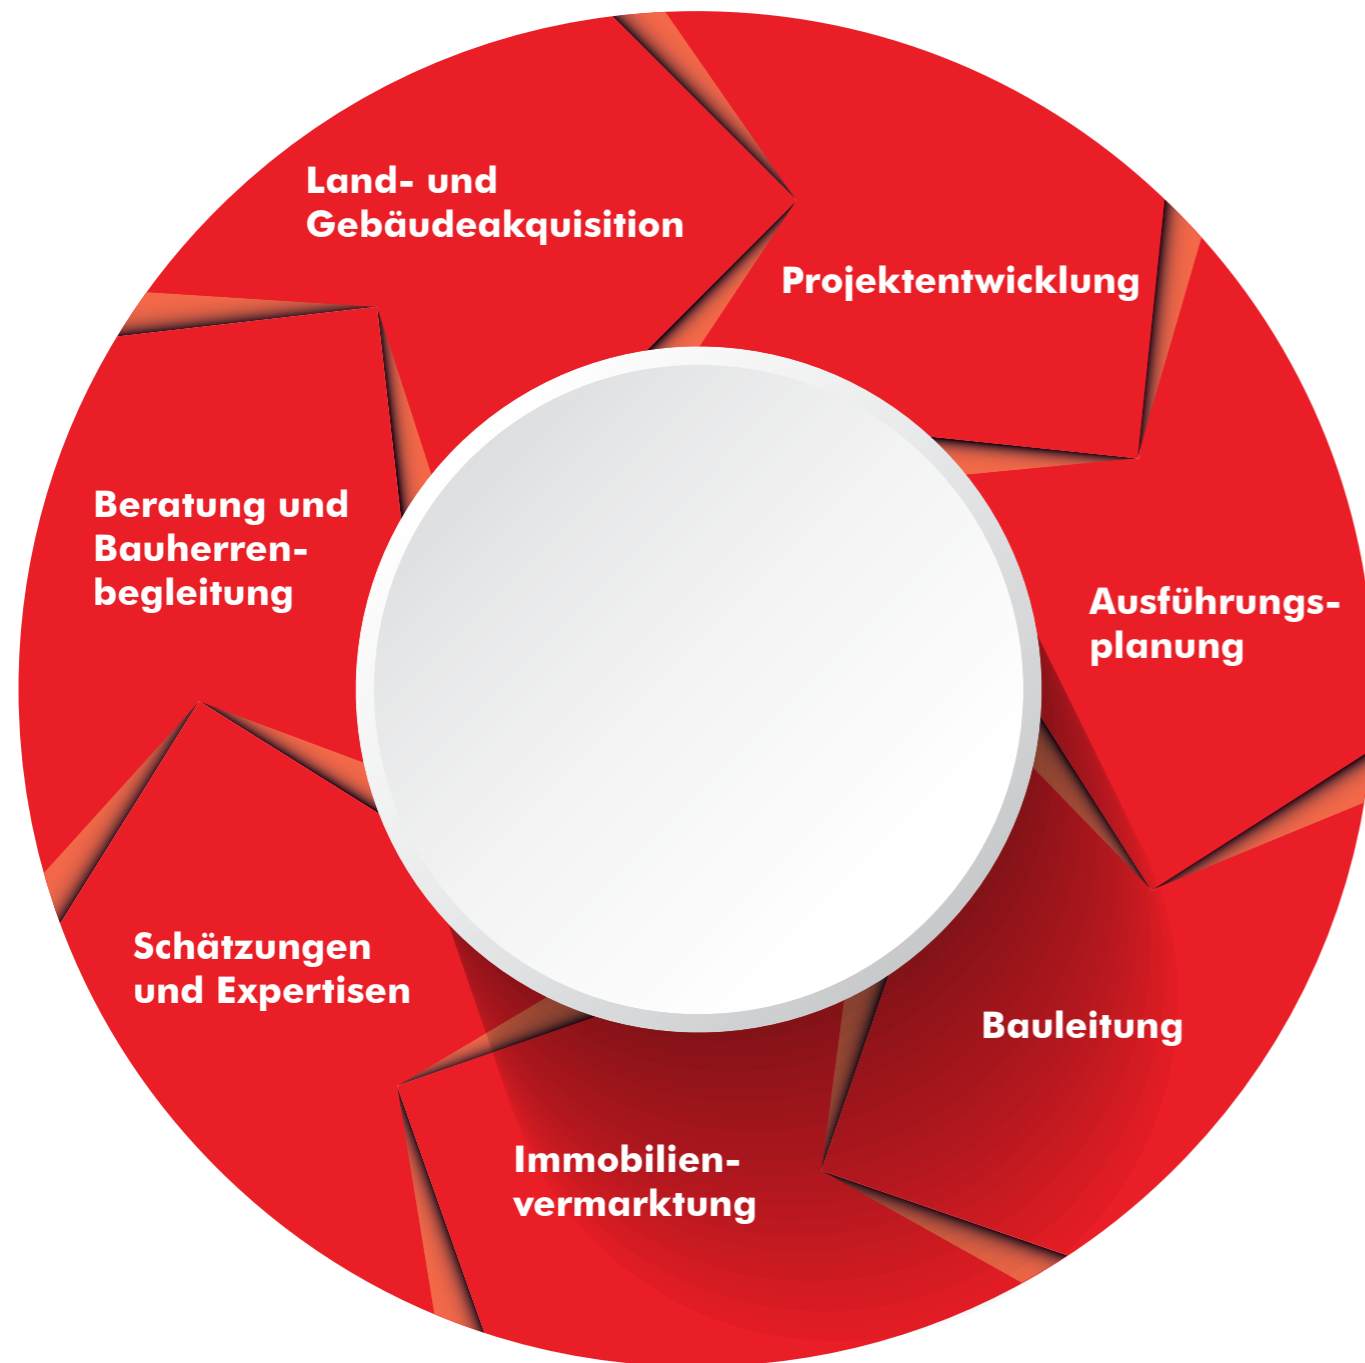 Land- und
Gebäudeakquisition
Projektentwicklung
Ausführungs-
planung
Bauleitung
Immobilien-
vermarktung
Schätzungen
und Expertisen
Beratung und
Bauherren-
begleitung